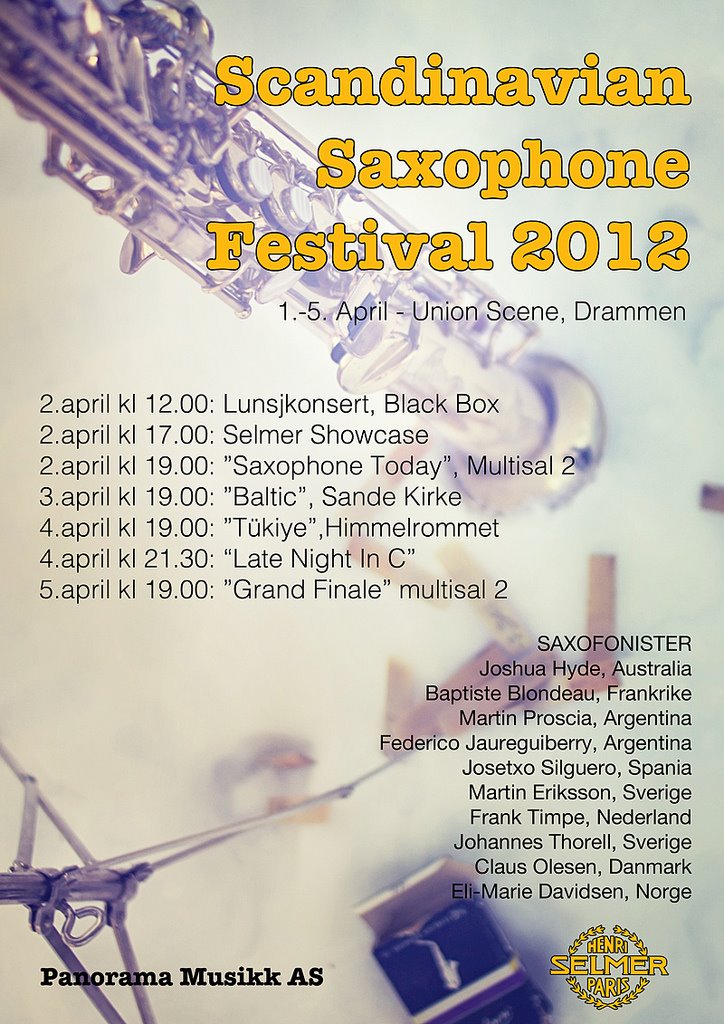 Scandinavian
Saxophone
Festival 2012
1.-5. April - Union Scene, Drammen
2.april kl 12.00: Lunsjkonsert, Black Box
2.april kl 17.00: Selmer Showcase
2.april kl 19.00: ”Saxophone Today”, Multisal 2
3.april kl 19.00: ”Baltic”, Sande Kirke
4.april kl 19.00: ”Tükiye”,Himmelrommet
4.april kl 21.30: “Late Night In C”
5.april kl 19.00: ”Grand Finale” multisal 2
SAXOFONISTER
Joshua Hyde, Australia
Baptiste Blondeau, Frankrike
Martin Proscia, Argentina
Federico Jaureguiberry, Argentina
Josetxo Silguero, Spania
Martin Eriksson, Sverige
Frank Timpe, Nederland
Johannes Thorell, Sverige
Claus Olesen, Danmark
Eli-Marie Davidsen, Norge
Panorama Musikk AS
HENRI
SELMER
PARIS